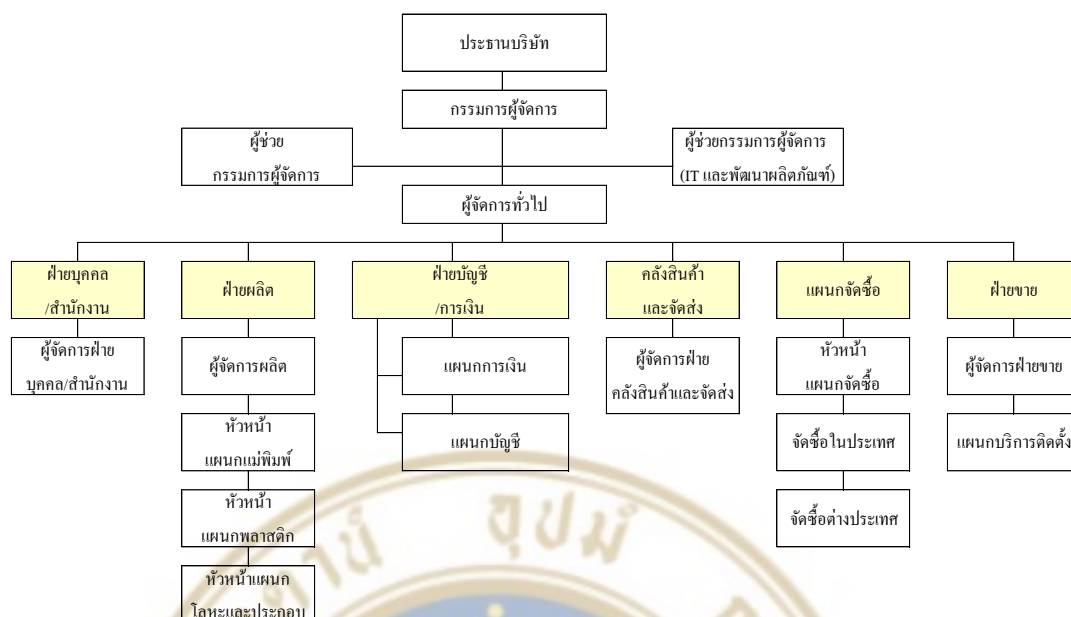 ประธานบริษัท
กรรมการผู้จัดการ
ผู้ช่วย
กรรมการผู้จัดการ
ผู้ช่วยกรรมการผู้จัดการ
(IT และพัฒนาผลิตภัณฑ์)
ผู้จัดการทั่วไป
ฝ่ายบุคคล
/สำนักงาน
ฝ่ายผลิต
ฝ่ายบัญชี
/การเงิน
คลังสินค้า
และจัดส่ง
แผนกจัดซื้อ
ฝ่ายขาย
ผู้จัดการฝ่าย
บุคคล/สำนักงาน
ผู้จัดการผลิต
แผนกการเงิน
ผู้จัดการฝ่าย
คลังสินค้าและจัดส่ง
หัวหน้า
แผนกจัดซื้อ
ผู้จัดการฝ่ายขาย
หัวหน้า
แผนกแม่พิมพ์
แผนกบัญชี
จัดซื้อในประเทศ
แผนกบริการติดตั้ง
หัวหน้า
แผนกพลาสติก
จัดซื้อต่างประเทศ
หัวหน้าแผนก
โลหะและประกอบ